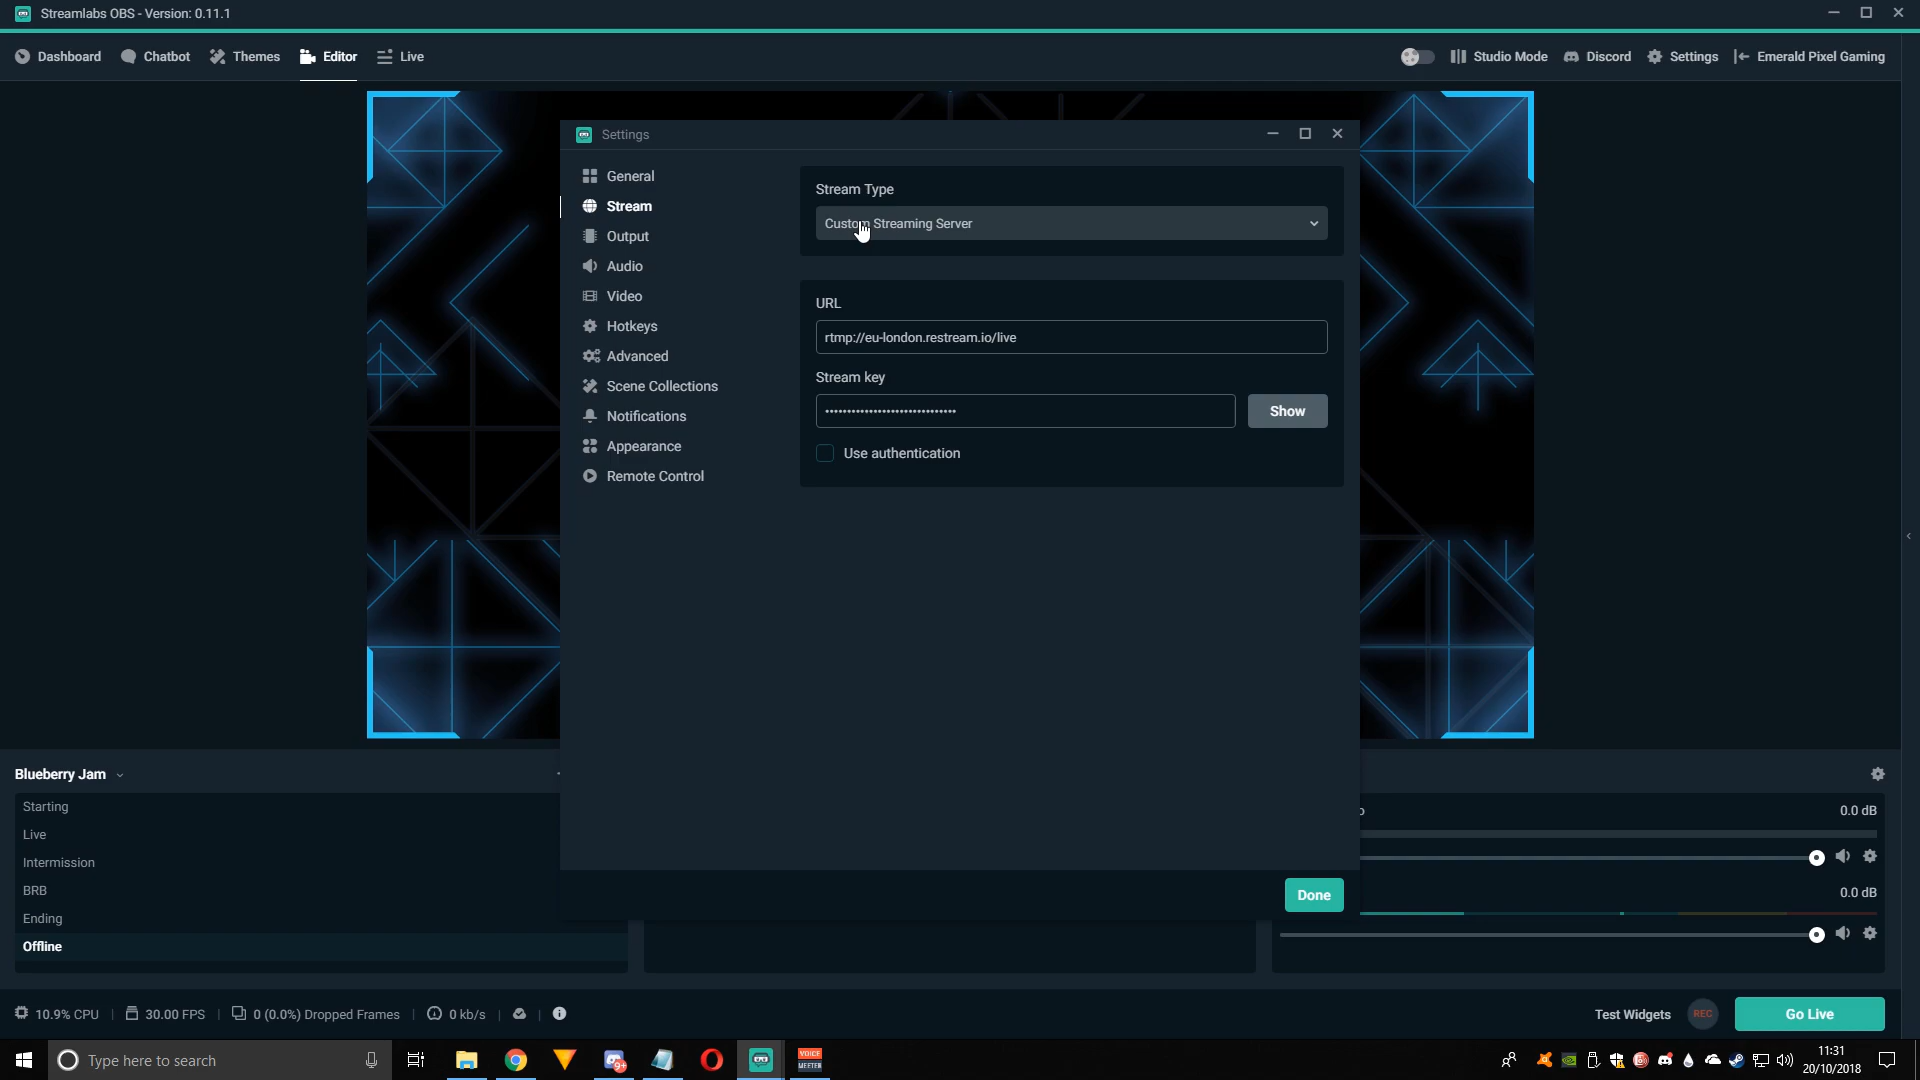 Streamlabs OBS - Version: 0.11.1
Dashboard
Chatbot
Themes
Editor
Live
Studio Mode
Discord
Settings
Emerald Pixel Gaming
Settings
General
Stream
Output
Audio
Video
Hotkeys
Advanced
Scene Collections
Notifications
Appearance
Remote Control
Stream Type
Custom Streaming Server
URL
rtmp://eu-london.restream.io/live
Stream key
Show
Use authentication
Done
Blueberry Jam
Starting
Live
Intermission
BRB
Ending
Offline
0.0 dB
0.0 dB
10.9% CPU
30.00 FPS
0 (0.0%) Dropped Frames
0 kb/s
Test Widgets
REC
Go Live
Type here to search
9+
VOICE
MEETER
11:31
20/10/2018